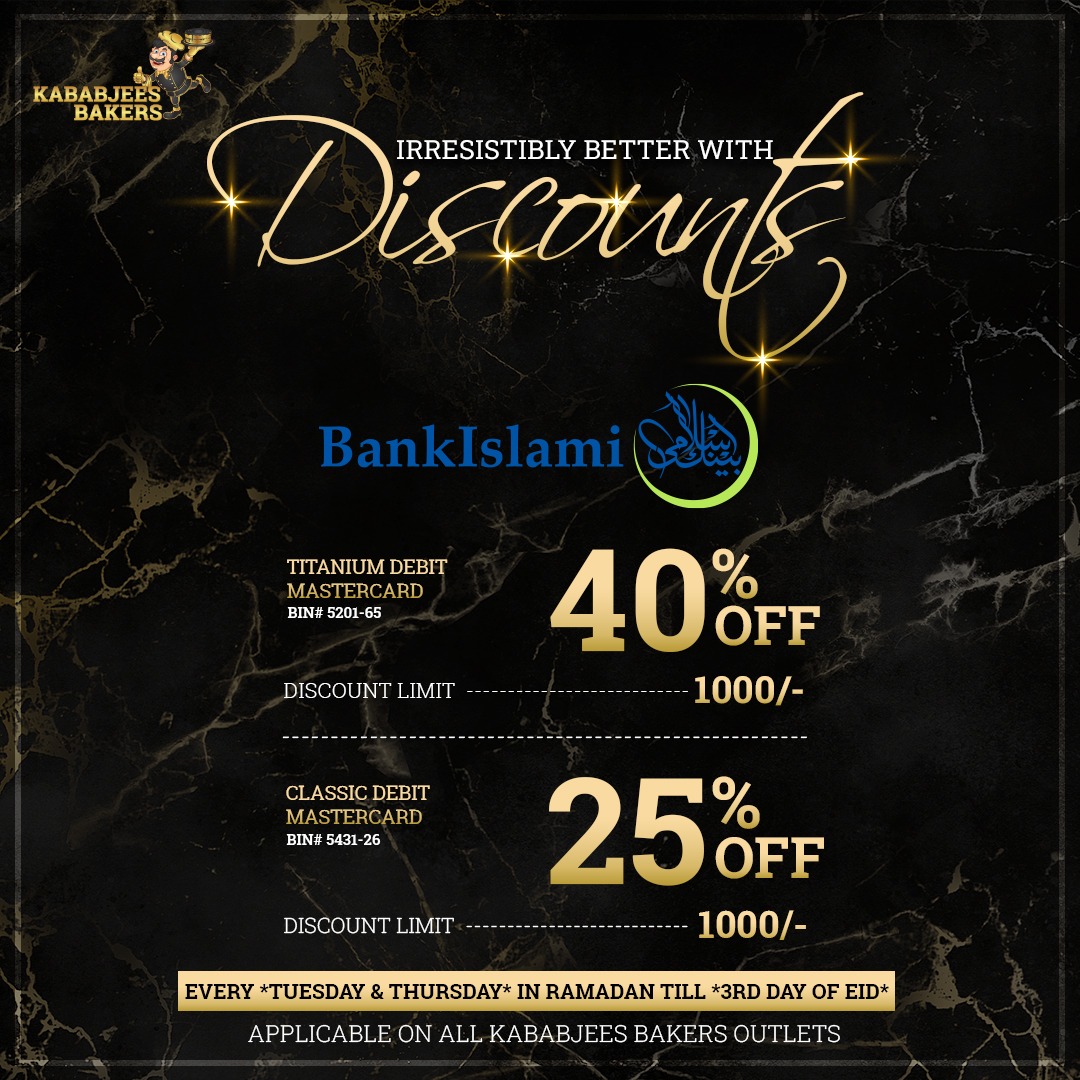 KABABJEES
BAKERS
IRRESISTIBLY BETTER WITH
Discounts
BankIslami
بینک اسلامی
TITANIUM DEBIT
MASTERCARD
BIN# 5201-65
40% OFF
DISCOUNT LIMIT ---------------------------- 1000/-
CLASSIC DEBIT
MASTERCARD
BIN# 5431-26
25% OFF
DISCOUNT LIMIT ---------------------------- 1000/-
EVERY *TUESDAY & THURSDAY* IN RAMADAN TILL *3RD DAY OF EID*
APPLICABLE ON ALL KABABJEES BAKERS OUTLETS